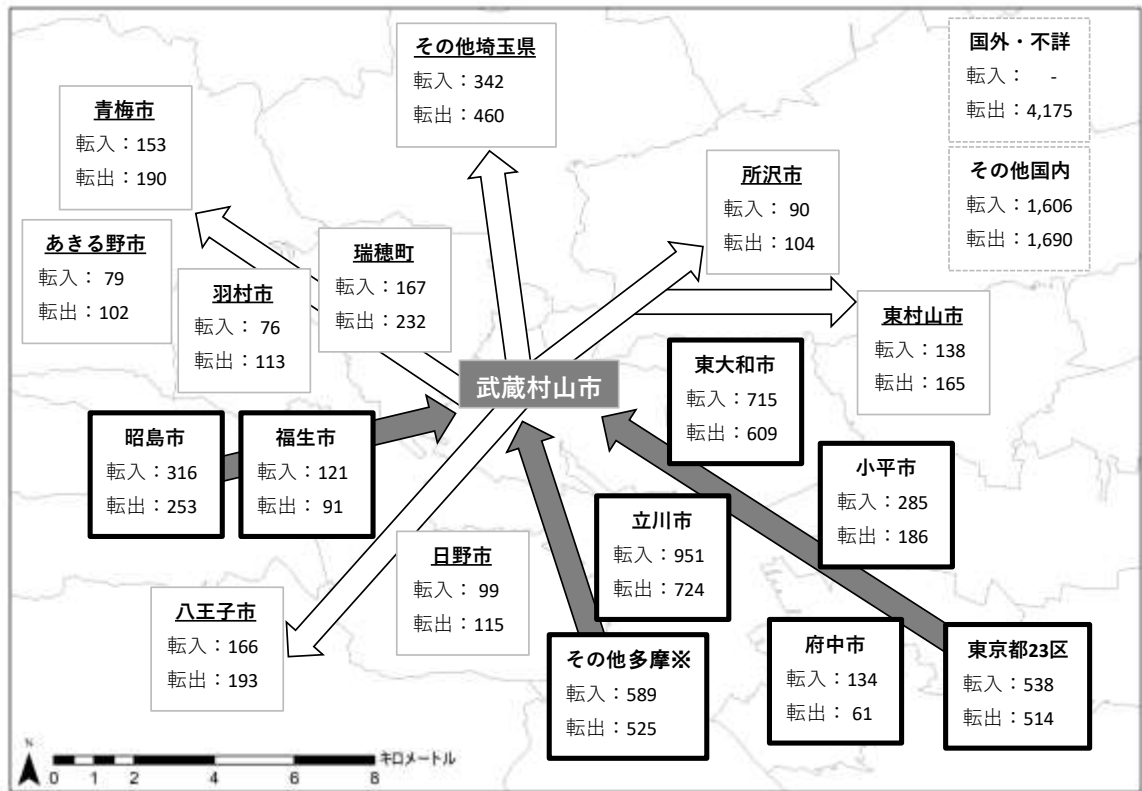 その他埼玉県
転入：342
転出：460
国外・不詳
転入： -
転出：4,175
青梅市
転入：153
転出：190
その他国内
転入：1,606
転出：1,690
所沢市
転入： 90
転出：104
あきる野市
転入： 79
転出：102
瑞穂町
転入：167
転出：232
羽村市
転入： 76
転出：113
東村山市
転入：138
転出：165
武蔵村山市
東大和市
転入：715
転出：609
昭島市
転入：316
転出：253
福生市
転入：121
転出： 91
小平市
転入：285
転出：186
立川市
転入：951
転出：724
日野市
転入： 99
転出：115
八王子市
転入：166
転出：193
その他多摩※
転入：589
転出：525
府中市
転入：134
転出： 61
東京都23区
転入：538
転出：514
N
キロメートル
0 1 2 4 6 8